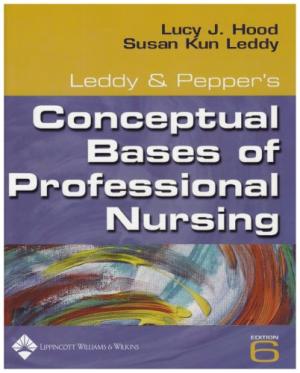 Lucy J. Hood
Susan Kun Leddy
Leddy & Pepper's
Conceptual
Bases of
Professional
Nursing
LIPPINCOTT WILLIAMS & WILKINS
EDITION
6